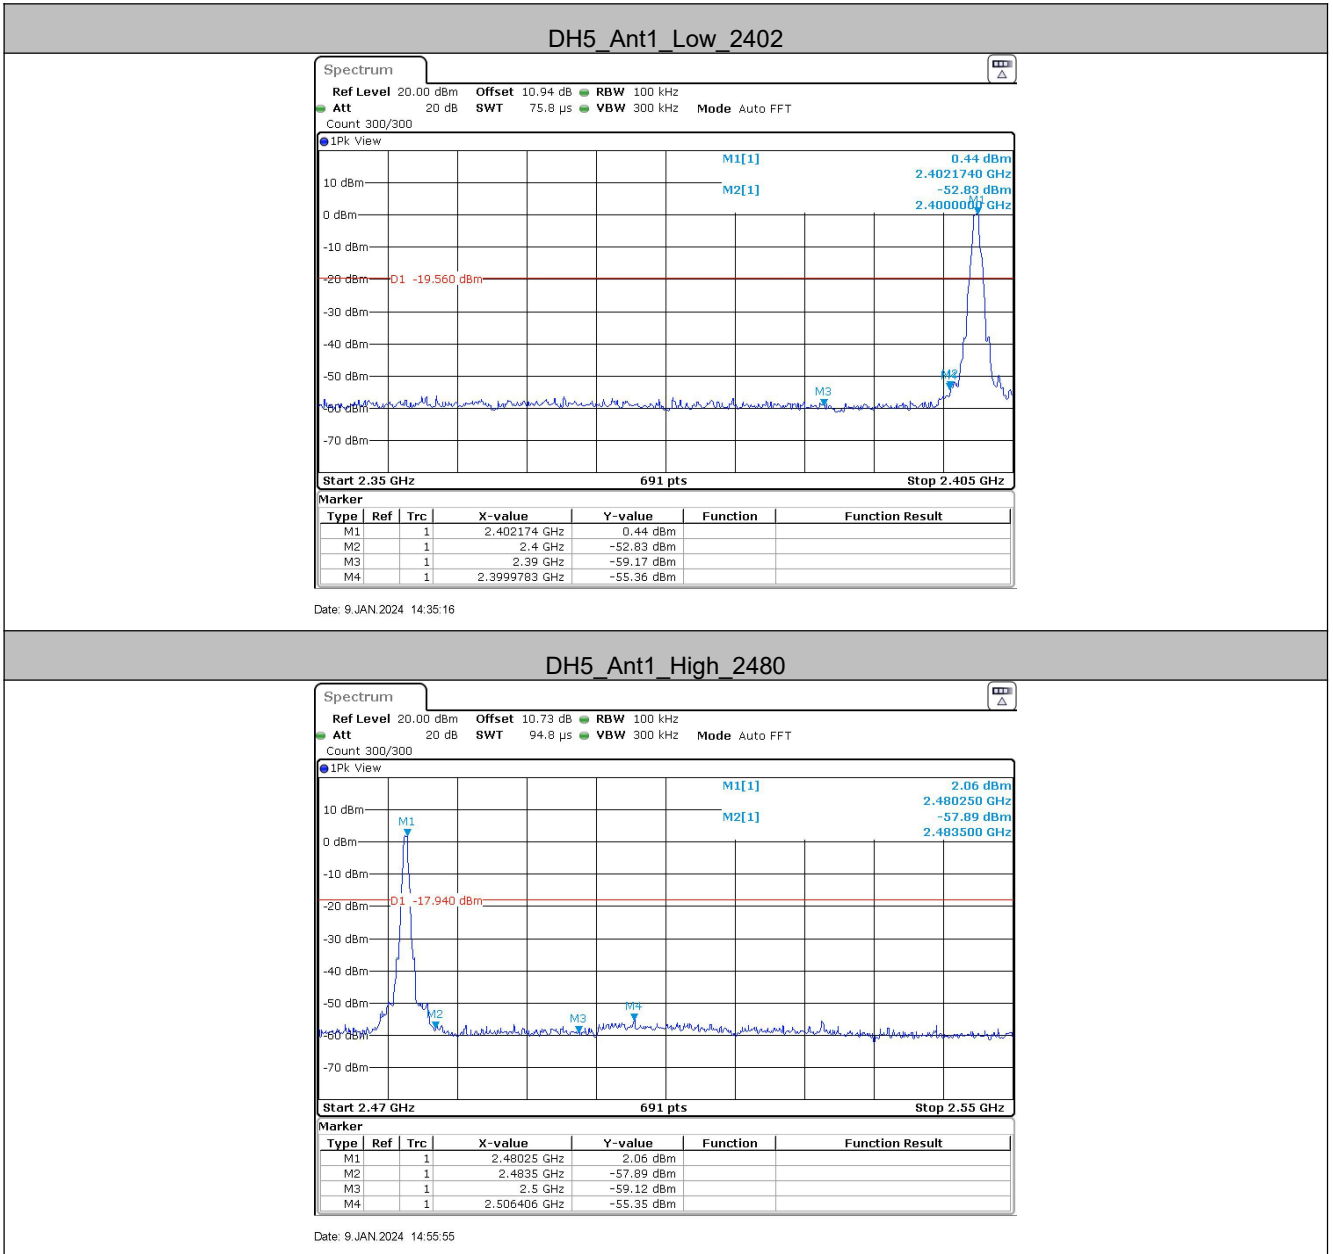 DH5_Ant1_Low_2402
Spectrum
Ref Level 20.00 dBm Offset 10.94 dB RBW 100 kHz
Att 20 dB SWT 75.8 µs VBW 300 kHz Mode Auto FFT
Count 300/300
1Pk View
M1[1] 0.44 dBm
2.4021740 GHz
10 dBm
M2[1] -52.83 dBm
2.4000000 GHz
M1
0 dBm
-10 dBm
-20 dBm
D1 -19.560 dBm
-30 dBm
-40 dBm
-50 dBm
M3
-60 dBm
-70 dBm
Start 2.35 GHz 691 pts Stop 2.405 GHz
Marker
Type Ref Trc X-value Y-value Function Function Result
M1 1 2.402174 GHz 0.44 dBm
M2 1 2.4 GHz -52.83 dBm
M3 1 2.39 GHz -59.17 dBm
M4 1 2.3999783 GHz -55.36 dBm
Date: 9.JAN.2024 14:35:16
DH5_Ant1_High_2480
Spectrum
Ref Level 20.00 dBm Offset 10.73 dB RBW 100 kHz
Att 20 dB SWT 94.8 µs VBW 300 kHz Mode Auto FFT
Count 300/300
1Pk View
M1[1] 2.06 dBm
2.480250 GHz
10 dBm
M2[1] -57.89 dBm
M1
2.483500 GHz
0 dBm
-10 dBm
D1 -17.940 dBm
-20 dBm
-30 dBm
-40 dBm
-50 dBm
M2
M3
M4
-60 dBm
-70 dBm
Start 2.47 GHz 691 pts Stop 2.55 GHz
Marker
Type Ref Trc X-value Y-value Function Function Result
M1 1 2.48025 GHz 2.06 dBm
M2 1 2.4835 GHz -57.89 dBm
M3 1 2.5 GHz -59.12 dBm
M4 1 2.506406 GHz -55.35 dBm
Date: 9.JAN.2024 14:55:55